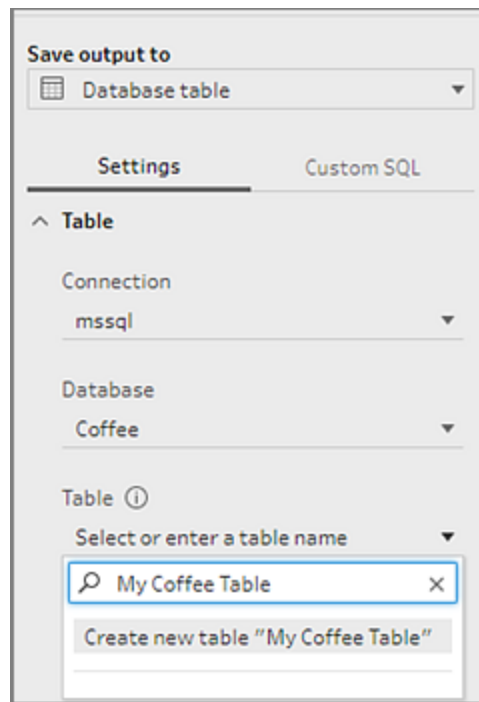 Save output to
Database table
Settings Custom SQL
Table
Connection
mssql
Database
Coffee
Table
Select or enter a table name
My Coffee Table
Create new table "My Coffee Table"